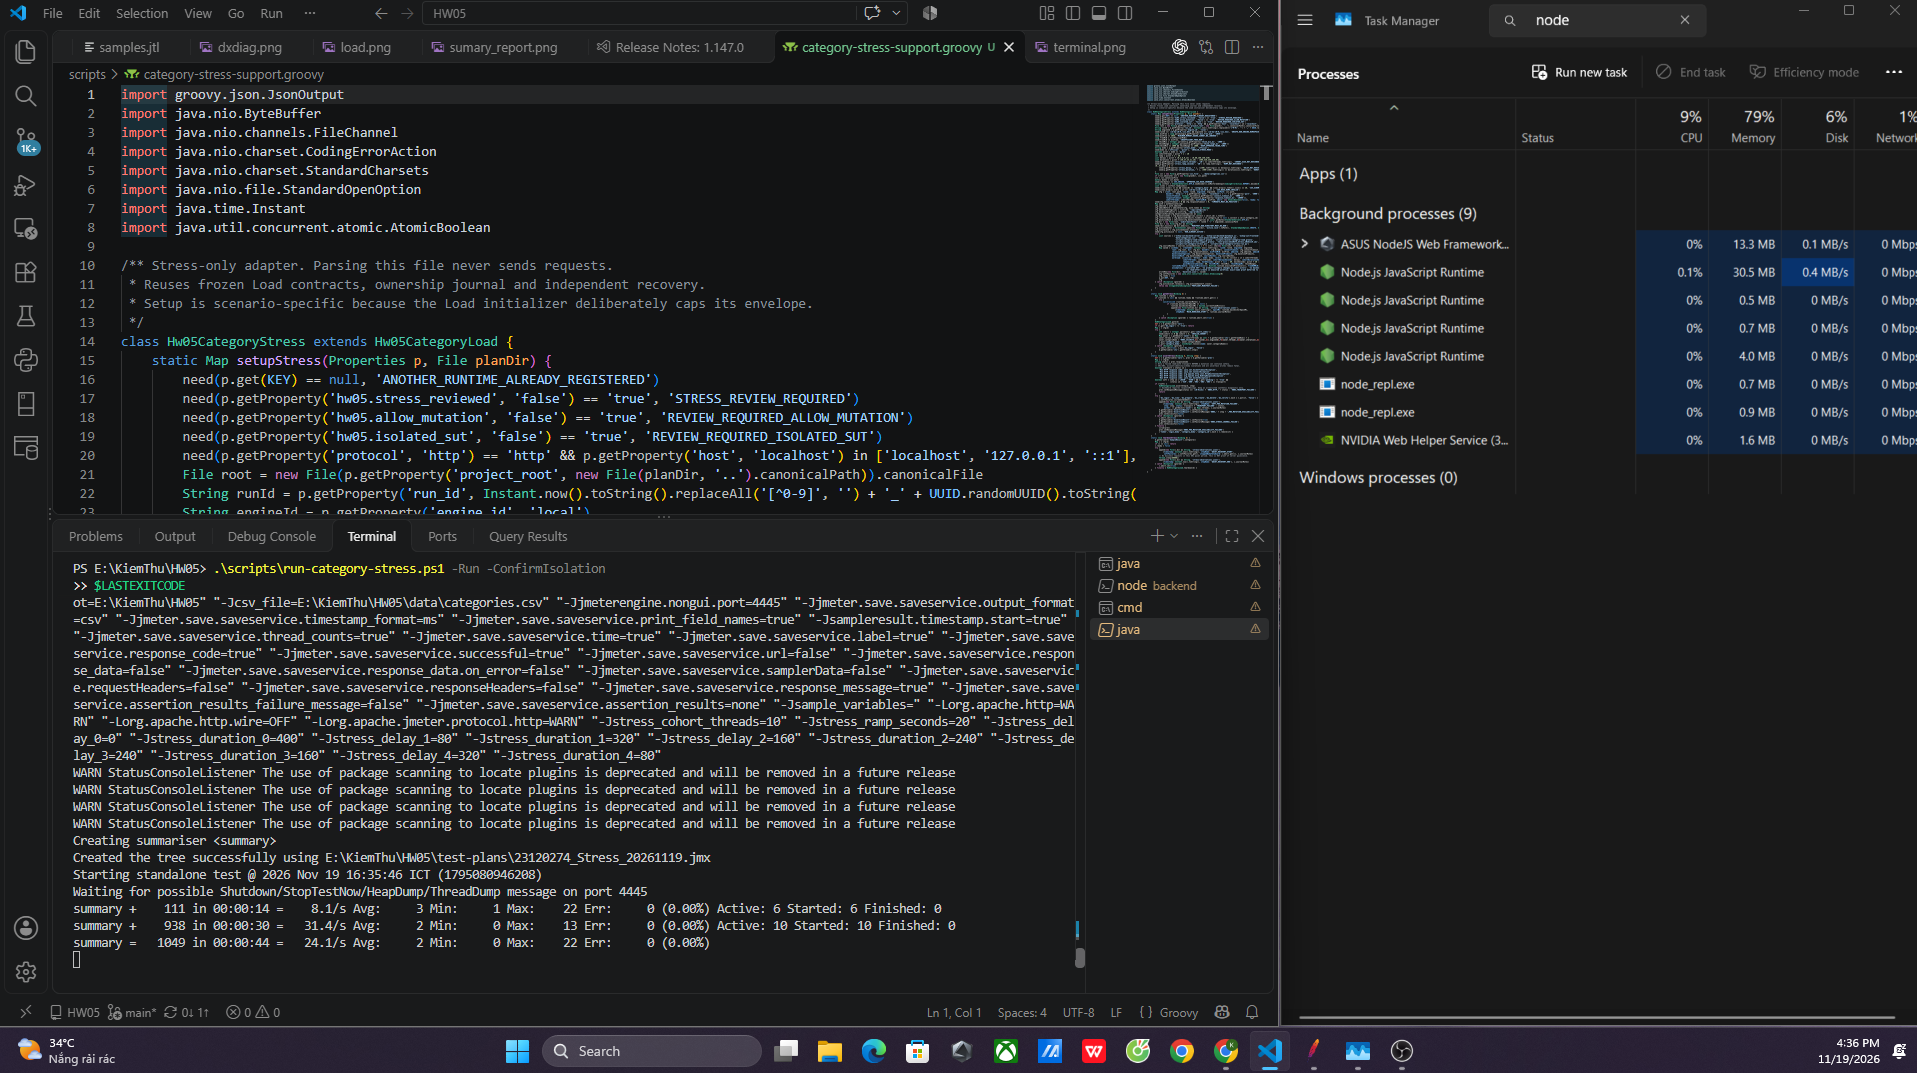 File Edit Selection View Go Run ··· HW05
samples.jtl dxdiag.png load.png sumary_report.png Release Notes: 1.147.0 category-stress-support.groovy U terminal.png
scripts > category-stress-support.groovy
1 import groovy.json.JsonOutput
2 import java.nio.ByteBuffer
3 import java.nio.channels.FileChannel
4 import java.nio.charset.CodingErrorAction
5 import java.nio.charset.StandardCharsets
6 import java.nio.file.StandardOpenOption
7 import java.time.Instant
8 import java.util.concurrent.atomic.AtomicBoolean
9
10 /** Stress-only adapter. Parsing this file never sends requests.
11 * Reuses frozen Load contracts, ownership journal and independent recovery.
12 * Setup is scenario-specific because the Load initializer deliberately caps its envelope.
13 */
14 class Hw05CategoryStress extends Hw05CategoryLoad {
15 static Map setupStress(Properties p, File planDir) {
16 need(p.get(KEY) == null, 'ANOTHER_RUNTIME_ALREADY_REGISTERED')
17 need(p.getProperty('hw05.stress_reviewed', 'false') == 'true', 'STRESS_REVIEW_REQUIRED')
18 need(p.getProperty('hw05.allow_mutation', 'false') == 'true', 'REVIEW_REQUIRED_ALLOW_MUTATION')
19 need(p.getProperty('hw05.isolated_sut', 'false') == 'true', 'REVIEW_REQUIRED_ISOLATED_SUT')
20 need(p.getProperty('protocol', 'http') == 'http' && p.getProperty('host', 'localhost') in ['localhost', '127.0.0.1', '::1'],
21 File root = new File(p.getProperty('project_root', new File(planDir, '..').canonicalPath)).canonicalFile
22 String runId = p.getProperty('run_id', Instant.now().toString().replaceAll('[^0-9]', '') + '_' + UUID.randomUUID().toString(
23 String engineId = p.getProperty('engine_id', 'local')
Problems Output Debug Console Terminal Ports Query Results
PS E:\KiemThu\HW05> .\scripts\run-category-stress.ps1 -Run -ConfirmIsolation
>> $LASTEXITCODE
ot=E:\KiemThu\HW05" "-Jcsv_file=E:\KiemThu\HW05\data\categories.csv" "-Jjmeterengine.nongui.port=4445" "-Jjmeter.save.saveservice.output_format
=csv" "-Jjmeter.save.saveservice.timestamp_format=ms" "-Jjmeter.save.saveservice.print_field_names=true" "-Jsampleresult.timestamp.start=true"
"-Jjmeter.save.saveservice.thread_counts=true" "-Jjmeter.save.saveservice.time=true" "-Jjmeter.save.saveservice.label=true" "-Jjmeter.save.save
service.response_code=true" "-Jjmeter.save.saveservice.successful=true" "-Jjmeter.save.saveservice.url=false" "-Jjmeter.save.saveservice.respon
se_data=false" "-Jjmeter.save.saveservice.response_data.on_error=false" "-Jjmeter.save.saveservice.samplerData=false" "-Jjmeter.save.saveservic
e.requestHeaders=false" "-Jjmeter.save.saveservice.responseHeaders=false" "-Jjmeter.save.saveservice.response_message=true" "-Jjmeter.save.save
service.assertion_results_failure_message=false" "-Jjmeter.save.saveservice.assertion_results=none" "-Jsample_variables=" "-Lorg.apache.http=WA
RN" "-Lorg.apache.http.wire=OFF" "-Lorg.apache.jmeter.protocol.http=WARN" "-Jstress_cohort_threads=10" "-Jstress_ramp_seconds=20" "-Jstress_del
ay_0=0" "-Jstress_duration_0=400" "-Jstress_delay_1=80" "-Jstress_duration_1=320" "-Jstress_delay_2=160" "-Jstress_duration_2=240" "-Jstress_de
lay_3=240" "-Jstress_duration_3=160" "-Jstress_delay_4=320" "-Jstress_duration_4=80"
WARN StatusConsoleListener The use of package scanning to locate plugins is deprecated and will be removed in a future release
WARN StatusConsoleListener The use of package scanning to locate plugins is deprecated and will be removed in a future release
WARN StatusConsoleListener The use of package scanning to locate plugins is deprecated and will be removed in a future release
WARN StatusConsoleListener The use of package scanning to locate plugins is deprecated and will be removed in a future release
Creating summariser <summary>
Created the tree successfully using E:\KiemThu\HW05\test-plans\23120274_Stress_20261119.jmx
Starting standalone test @ 2026 Nov 19 16:35:46 ICT (1795080946208)
Waiting for possible Shutdown/StopTestNow/HeapDump/ThreadDump message on port 4445
summary + 111 in 00:00:14 = 8.1/s Avg: 3 Min: 1 Max: 22 Err: 0 (0.00%) Active: 6 Started: 6 Finished: 0
summary + 938 in 00:00:30 = 31.4/s Avg: 2 Min: 0 Max: 13 Err: 0 (0.00%) Active: 10 Started: 10 Finished: 0
summary = 1049 in 00:00:44 = 24.1/s Avg: 2 Min: 0 Max: 22 Err: 0 (0.00%)
java
node backend
cmd
java
1K+
HW05 main* 0↓ 1↑ 0 0
Ln 1, Col 1 Spaces: 4 UTF-8 LF { } Groovy
Task Manager node
Processes Run new task End task Efficiency mode ···
9% 79% 6% 1%
Name Status CPU Memory Disk Network
Apps (1)
Background processes (9)
ASUS NodeJS Web Framework... 0% 13.3 MB 0.1 MB/s 0 Mbps
Node.js JavaScript Runtime 0.1% 30.5 MB 0.4 MB/s 0 Mbps
Node.js JavaScript Runtime 0% 0.5 MB 0 MB/s 0 Mbps
Node.js JavaScript Runtime 0% 0.7 MB 0 MB/s 0 Mbps
Node.js JavaScript Runtime 0% 4.0 MB 0 MB/s 0 Mbps
node_repl.exe 0% 0.7 MB 0 MB/s 0 Mbps
node_repl.exe 0% 0.9 MB 0 MB/s 0 Mbps
NVIDIA Web Helper Service (3... 0% 1.6 MB 0 MB/s 0 Mbps
Windows processes (0)
34°C
Nắng rải rác
Search
4:36 PM
11/19/2026